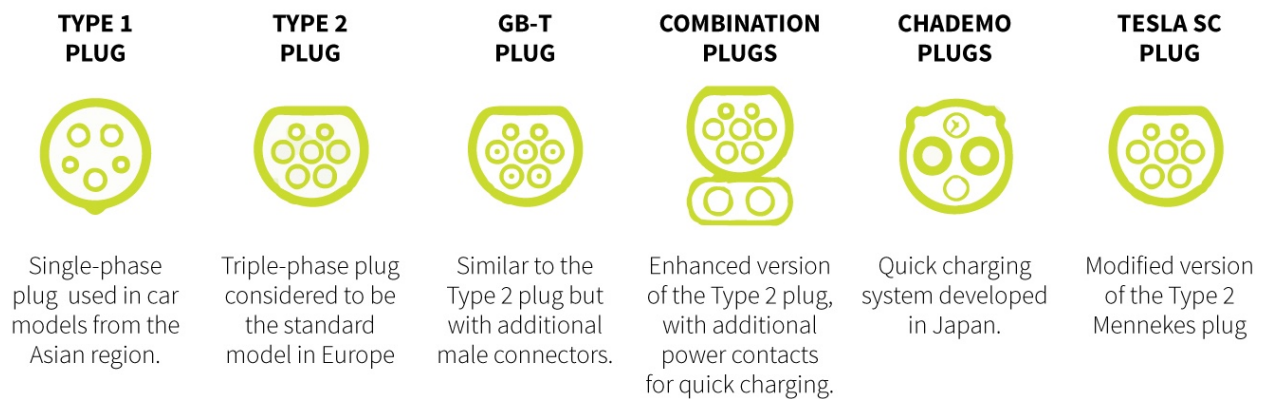 TYPE 1
PLUG
Single-phase
plug used in car
models from the
Asian region.
TYPE 2
PLUG
Triple-phase plug
considered to be
the standard
model in Europe
GB-T
PLUG
Similar to the
Type 2 plug but
with additional
male connectors.
COMBINATION
PLUGS
Enhanced version
of the Type 2 plug,
with additional
power contacts
for quick charging.
CHADEMO
PLUGS
Quick charging
system developed
in Japan.
TESLA SC
PLUG
Modified version
of the Type 2
Mennekes plug